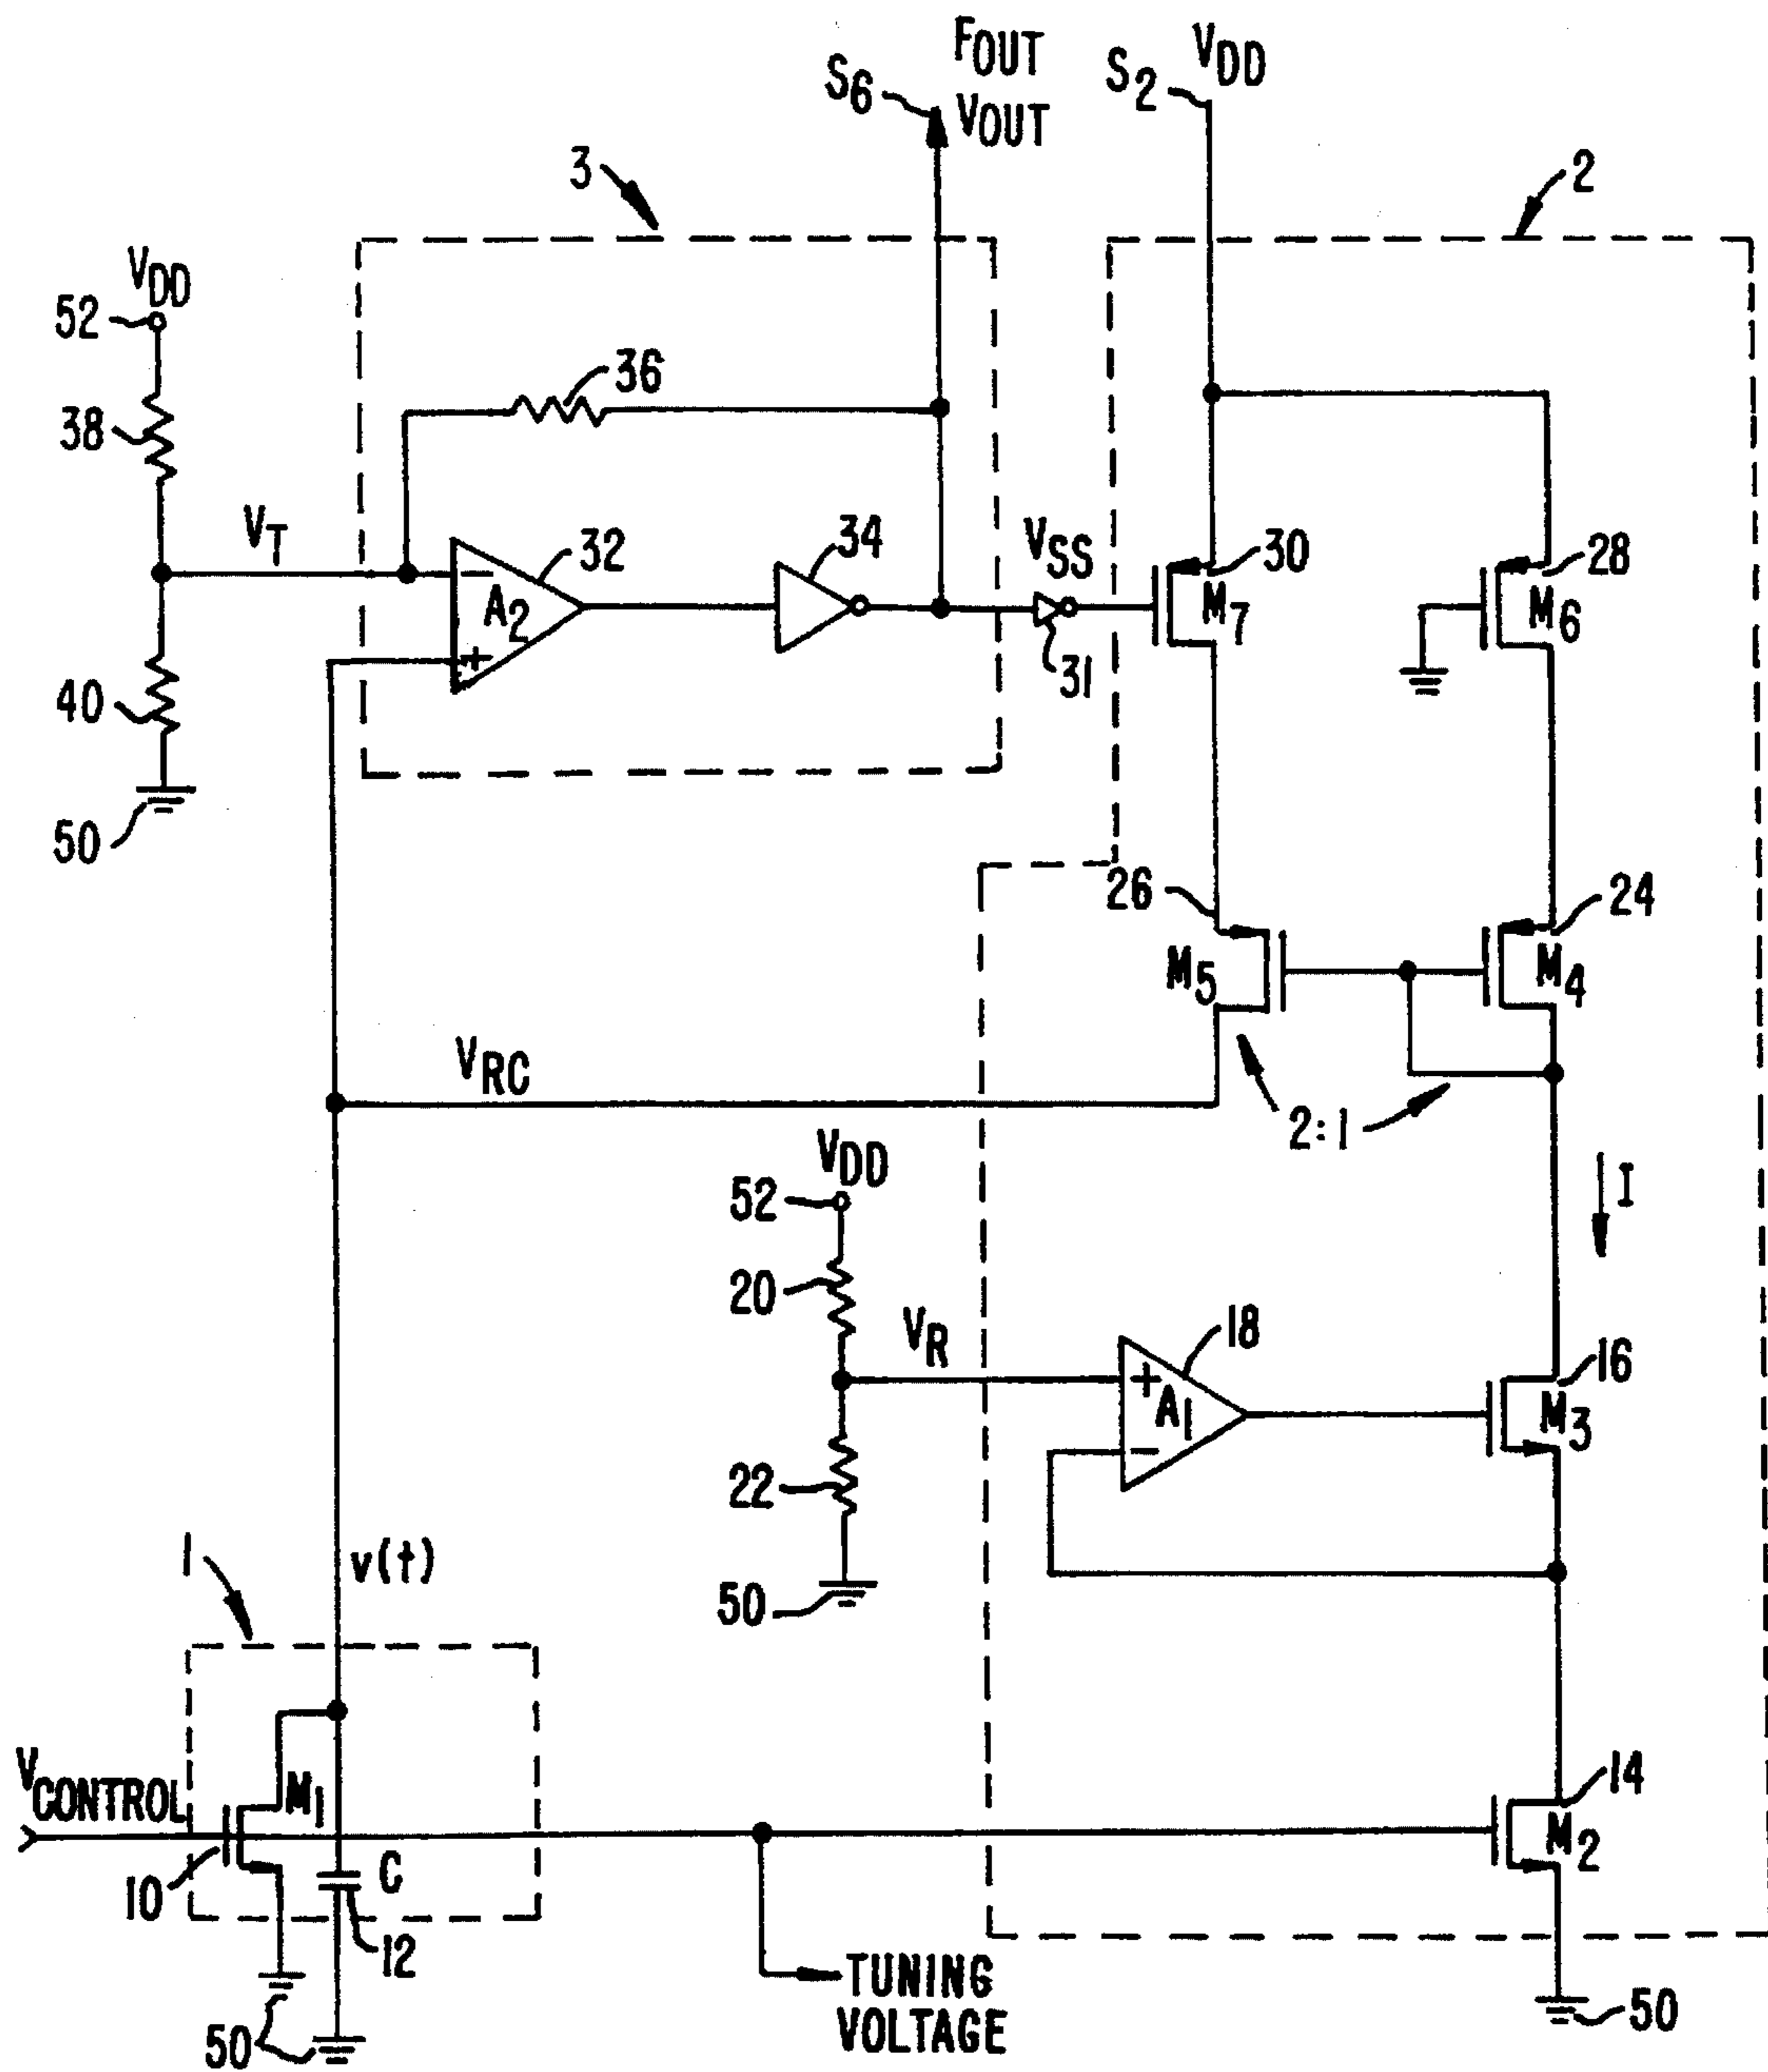 FOUT
VOUT
S6
S2
VDD
3
2
VDD
52
36
38
VT
32
34
VSS
30
28
A2
M7
M6
31
40
50
26
24
M5
M4
VRC
2:1
VDD
52
I
20
VR
18
16
A1
M3
22
50
1
v(t)
VCONTROL
M1
14
M2
10
C
12
TUNING
VOLTAGE
50
50